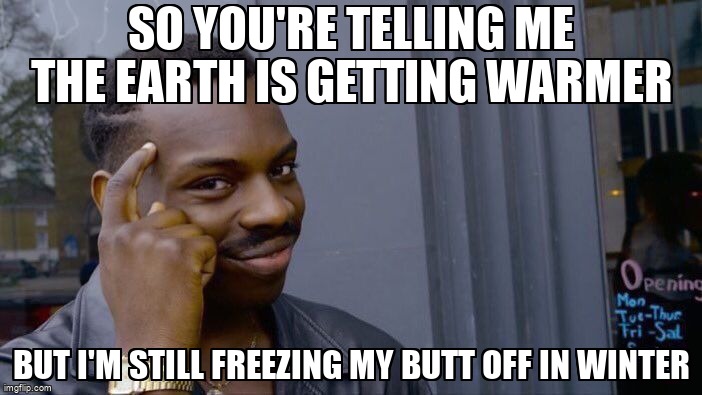 SO YOU'RE TELLING ME
THE EARTH IS GETTING WARMER
Opening
Mon
Tue-Thur
Fri-Sat
BUT I'M STILL FREEZING MY BUTT OFF IN WINTER
imgflip.com